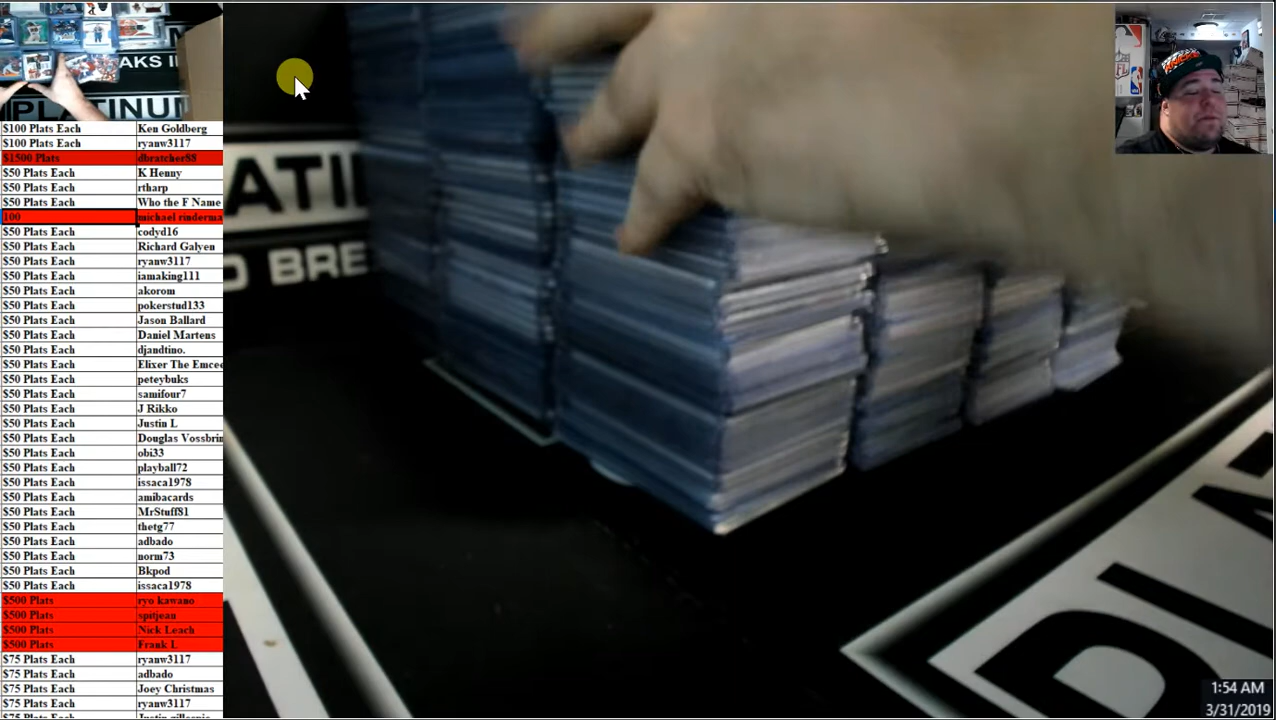 AKS I
PLATINUM
$100 Plats Each Ken Goldberg
$100 Plats Each ryanw3117
$1500 Plats dbratcher88
$50 Plats Each K Henny
$50 Plats Each rtharp
$50 Plats Each Who the F Name
100 michael rinderma
$50 Plats Each codyd16
$50 Plats Each Richard Galyen
$50 Plats Each ryanw3117
$50 Plats Each iamaking111
$50 Plats Each akorom
$50 Plats Each pokerstud133
$50 Plats Each Jason Ballard
$50 Plats Each Daniel Martens
$50 Plats Each djandtino.
$50 Plats Each Elixer The Emcee
$50 Plats Each peteybuks
$50 Plats Each samifour7
$50 Plats Each J Rikko
$50 Plats Each Justin L
$50 Plats Each Douglas Vossbrin
$50 Plats Each obi33
$50 Plats Each playball72
$50 Plats Each issaca1978
$50 Plats Each amibacards
$50 Plats Each MrStuff81
$50 Plats Each thetg77
$50 Plats Each adbado
$50 Plats Each norm73
$50 Plats Each Bkpod
$50 Plats Each issaca1978
$500 Plats ryo kawano
$500 Plats spitjean
$500 Plats Nick Leach
$500 Plats Frank L
$75 Plats Each ryanw3117
$75 Plats Each adbado
$75 Plats Each Joey Christmas
$75 Plats Each ryanw3117
$75 Plats Each Justin gillespie
ATIN
D BRE
NFL
1:54 AM
3/31/2019